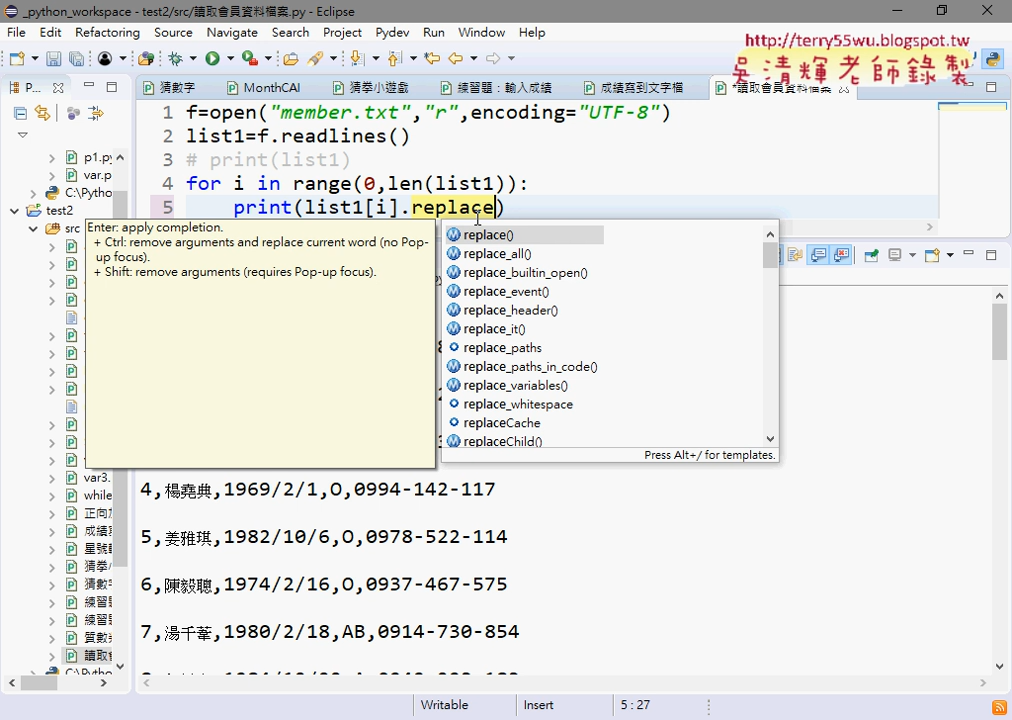 _python_workspace - test2/src/讀取會員資料檔案.py - Eclipse
File Edit Refactoring Source Navigate Search Project Pydev Run Window Help
http://terry55wu.blogspot.tw
吳清輝老師錄製
P...
猜數字
MonthCAI
猜拳小遊戲
練習題：輸入成績
成績寫到文字檔
*讀取會員資料檔案
1 f=open("member.txt","r",encoding="UTF-8")
2 list1=f.readlines()
3 # print(list1)
4 for i in range(0,len(list1)):
5 print(list1[i].replace)
p1.py
var.p
C:\Pytho
test2
src
var3.
while
正向
成績
星號
猜拳
猜數
練習
練習
質數
讀取
C:\Pytho
Enter: apply completion.
+ Ctrl: remove arguments and replace current word (no Pop-
up focus).
+ Shift: remove arguments (requires Pop-up focus).
replace()
replace_all()
replace_builtin_open()
replace_event()
replace_header()
replace_it()
replace_paths
replace_paths_in_code()
replace_variables()
replace_whitespace
replaceCache
replaceChild()
Press Alt+/ for templates.
4,楊堯典,1969/2/1,O,0994-142-117
5,姜雅琪,1982/10/6,O,0978-522-114
6,陳毅聰,1974/2/16,O,0937-467-575
7,湯千葦,1980/2/18,AB,0914-730-854
Writable Insert 5 : 27